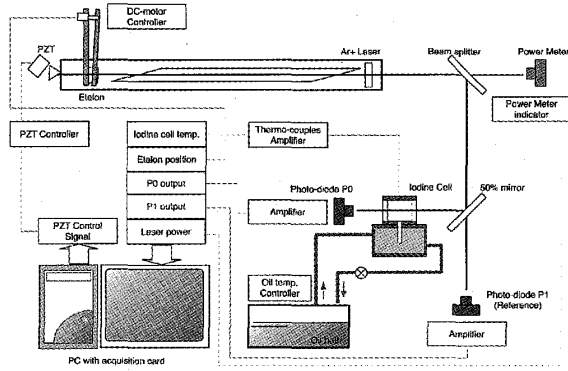 DC-motor
Controller
PZT
Ar+ Laser
Beam splitter
Power Meter
Etalon
Power Meter
indicator
PZT Controller
Iodine cell temp.
Etalon position
P0 output
P1 output
Laser power
Thermo-couples
Amplifier
Photo-diode P0
Iodine Cell
50% mirror
Amplifier
PZT Control
Signal
Oil temp.
Controller
Oil bath
Photo-diode P1
(Reference)
Amplifier
PC with acquisition card